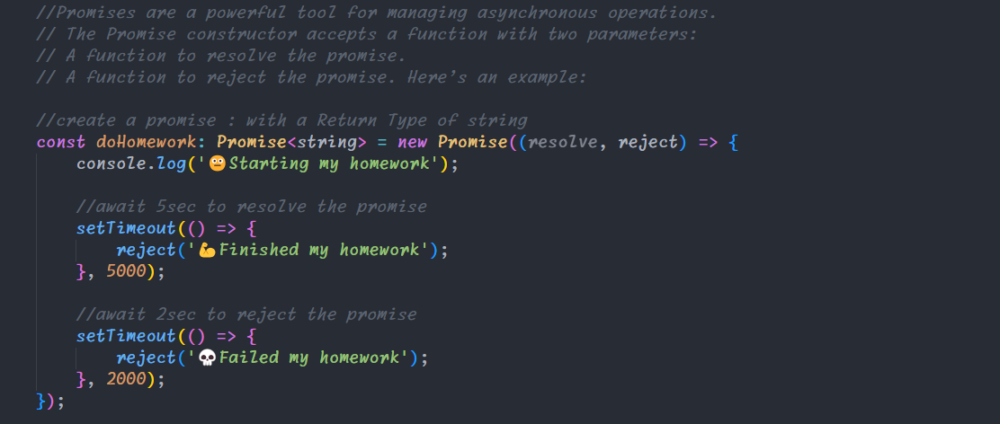 //Promises are a powerful tool for managing asynchronous operations.
// The Promise constructor accepts a function with two parameters:
// A function to resolve the promise.
// A function to reject the promise. Here's an example:

//create a promise : with a Return Type of string
const doHomework: Promise<string> = new Promise((resolve, reject) => {
    console.log('😳Starting my homework');

    //await 5sec to resolve the promise
    setTimeout(() => {
        reject('💪Finished my homework');
    }, 5000);

    //await 2sec to reject the promise
    setTimeout(() => {
        reject('💀Failed my homework');
    }, 2000);
});